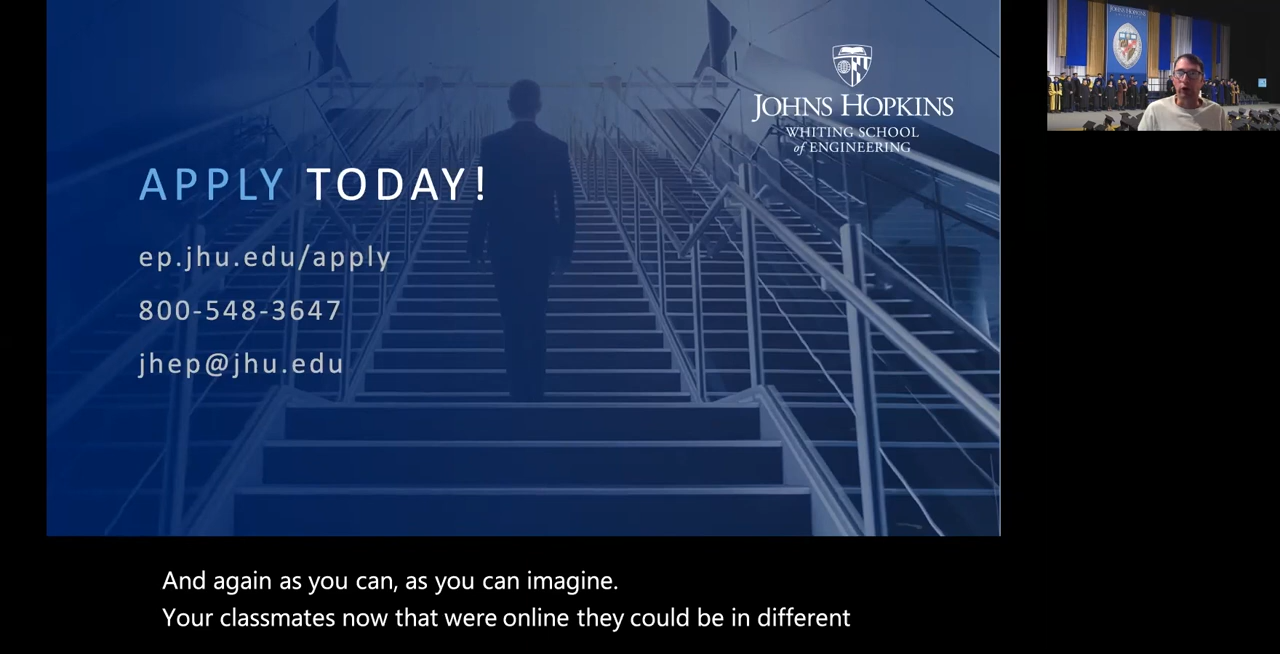 JOHNS HOPKINS
WHITING SCHOOL
of ENGINEERING
APPLY TODAY!
ep.jhu.edu/apply
800-548-3647
jhep@jhu.edu
JOHNS HOPKINS
And again as you can, as you can imagine.
Your classmates now that were online they could be in different